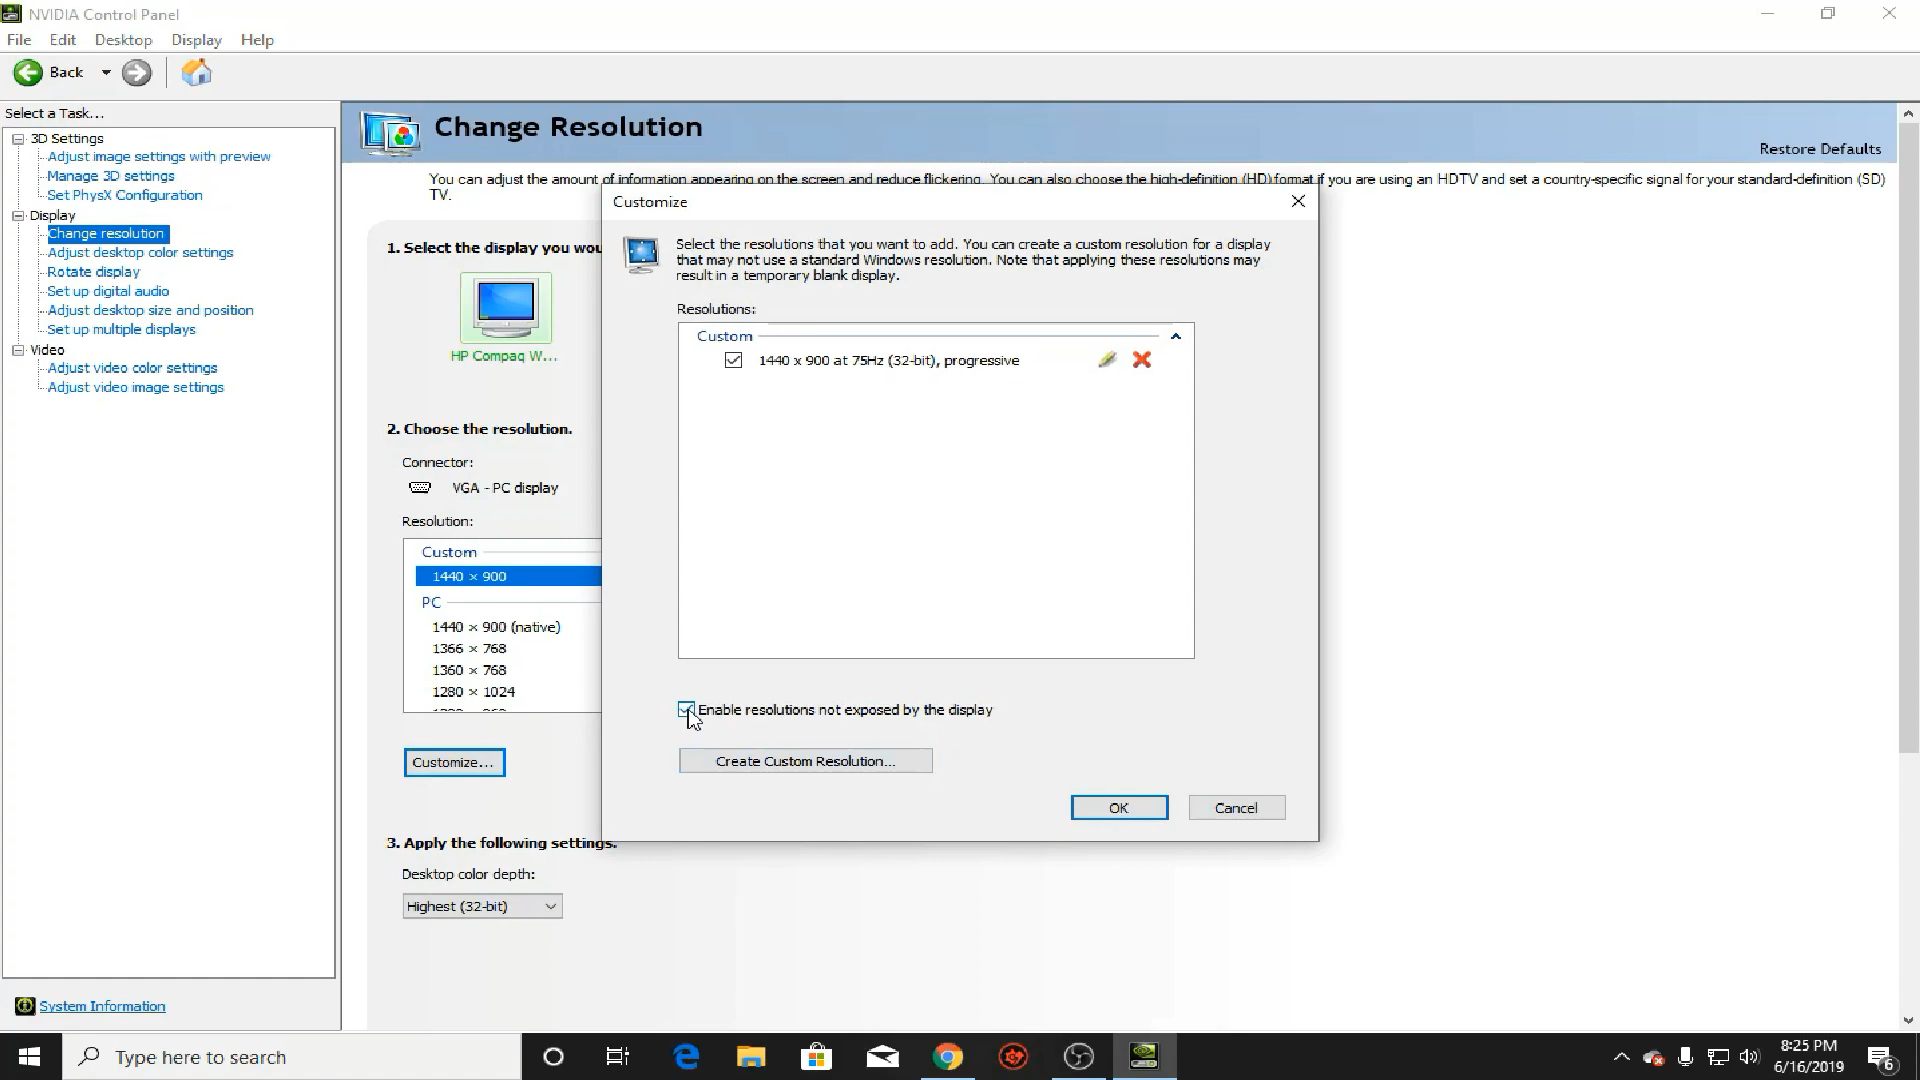 NVIDIA Control Panel
File Edit Desktop Display Help
Back
Select a Task...
3D Settings
Adjust image settings with preview
Manage 3D settings
Set PhysX Configuration
Display
Change resolution
Adjust desktop color settings
Rotate display
Set up digital audio
Adjust desktop size and position
Set up multiple displays
Video
Adjust video color settings
Adjust video image settings
System Information
Change Resolution
Restore Defaults
You can adjust the amount of information appearing on the screen and reduce flickering. You can also choose the high-definition (HD) format if you are using an HDTV and set a country-specific signal for your standard-definition (SD)
TV.
1. Select the display you wou
HP Compaq W...
2. Choose the resolution.
Connector:
VGA - PC display
Resolution:
Custom
1440 × 900
PC
1440 × 900 (native)
1366 × 768
1360 × 768
1280 × 1024
Customize...
3. Apply the following settings.
Desktop color depth:
Highest (32-bit)
Customize
Select the resolutions that you want to add. You can create a custom resolution for a display
that may not use a standard Windows resolution. Note that applying these resolutions may
result in a temporary blank display.
Resolutions:
Custom
1440 x 900 at 75Hz (32-bit), progressive
Enable resolutions not exposed by the display
Create Custom Resolution...
OK
Cancel
Type here to search
8:25 PM
6/16/2019
6